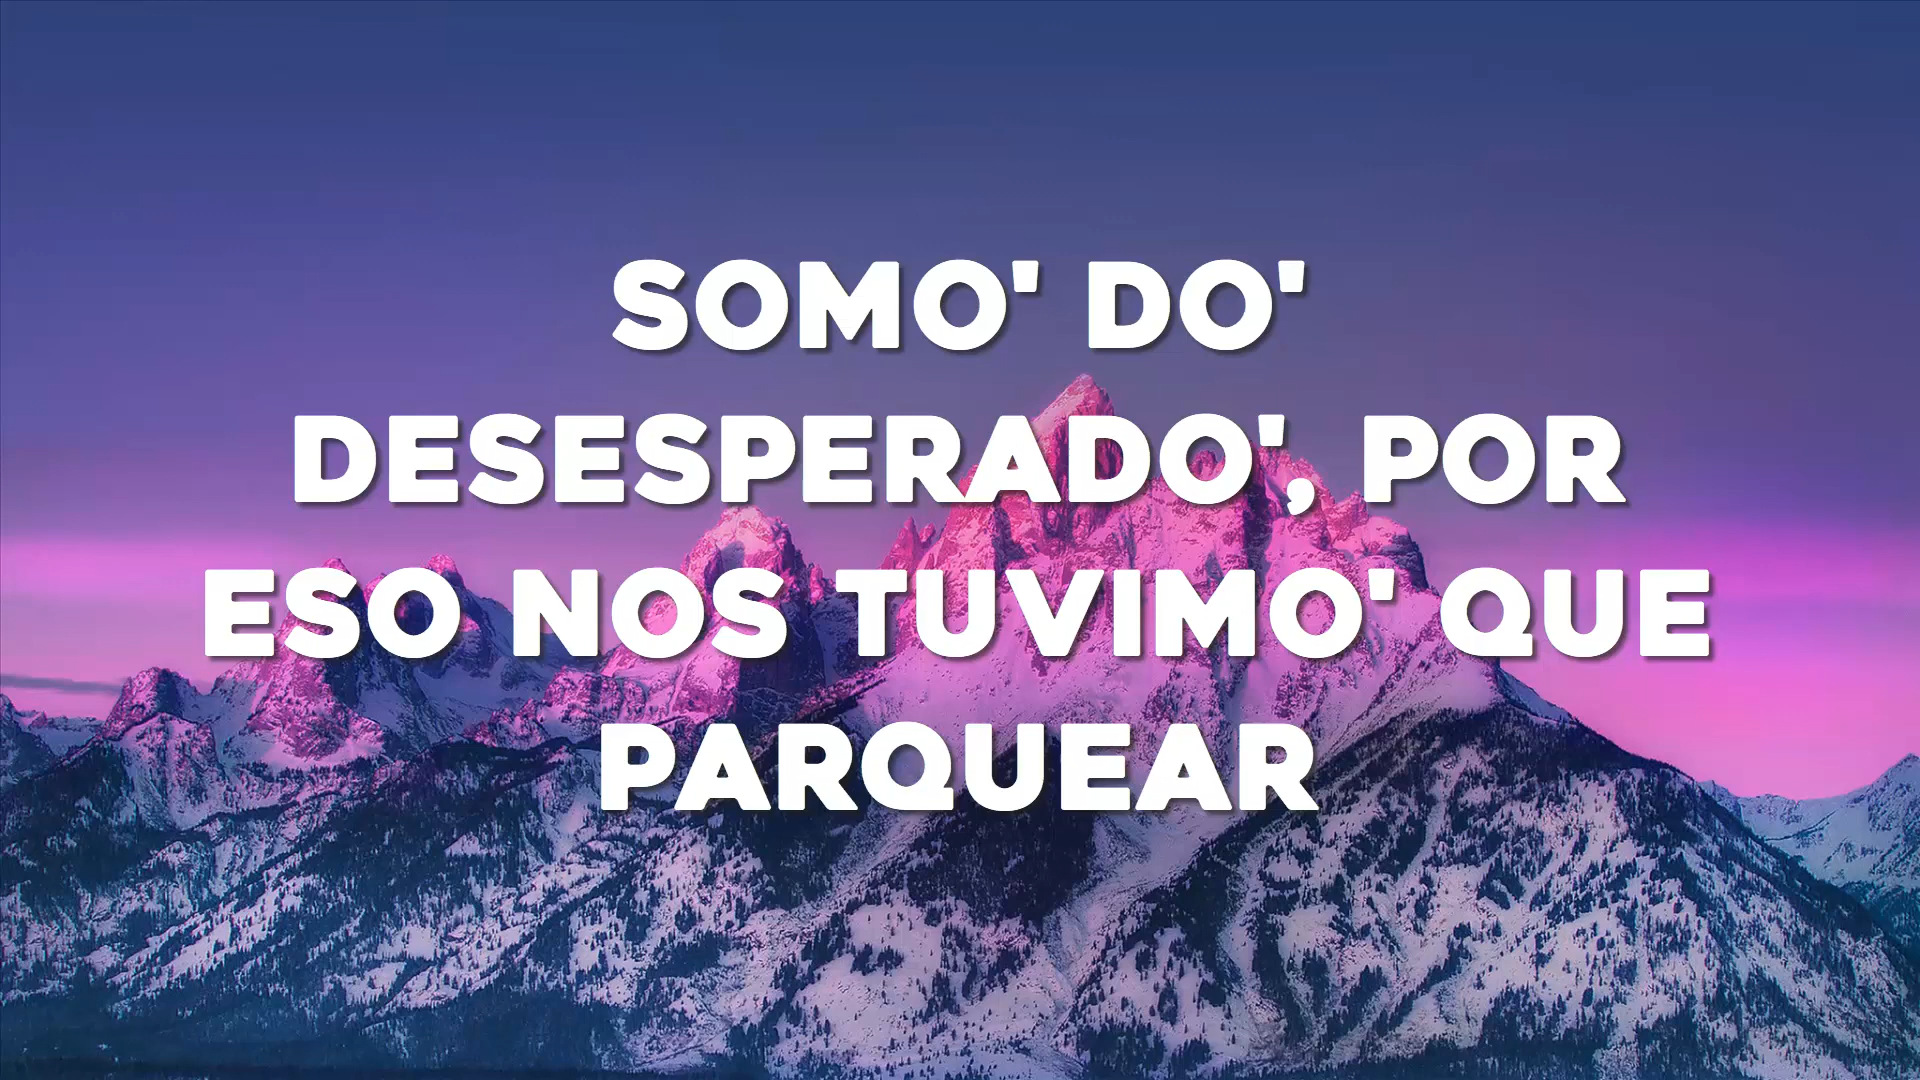 SOMO' DO'
DESESPERADO', POR
ESO NOS TUVIMO' QUE
PARQUEAR